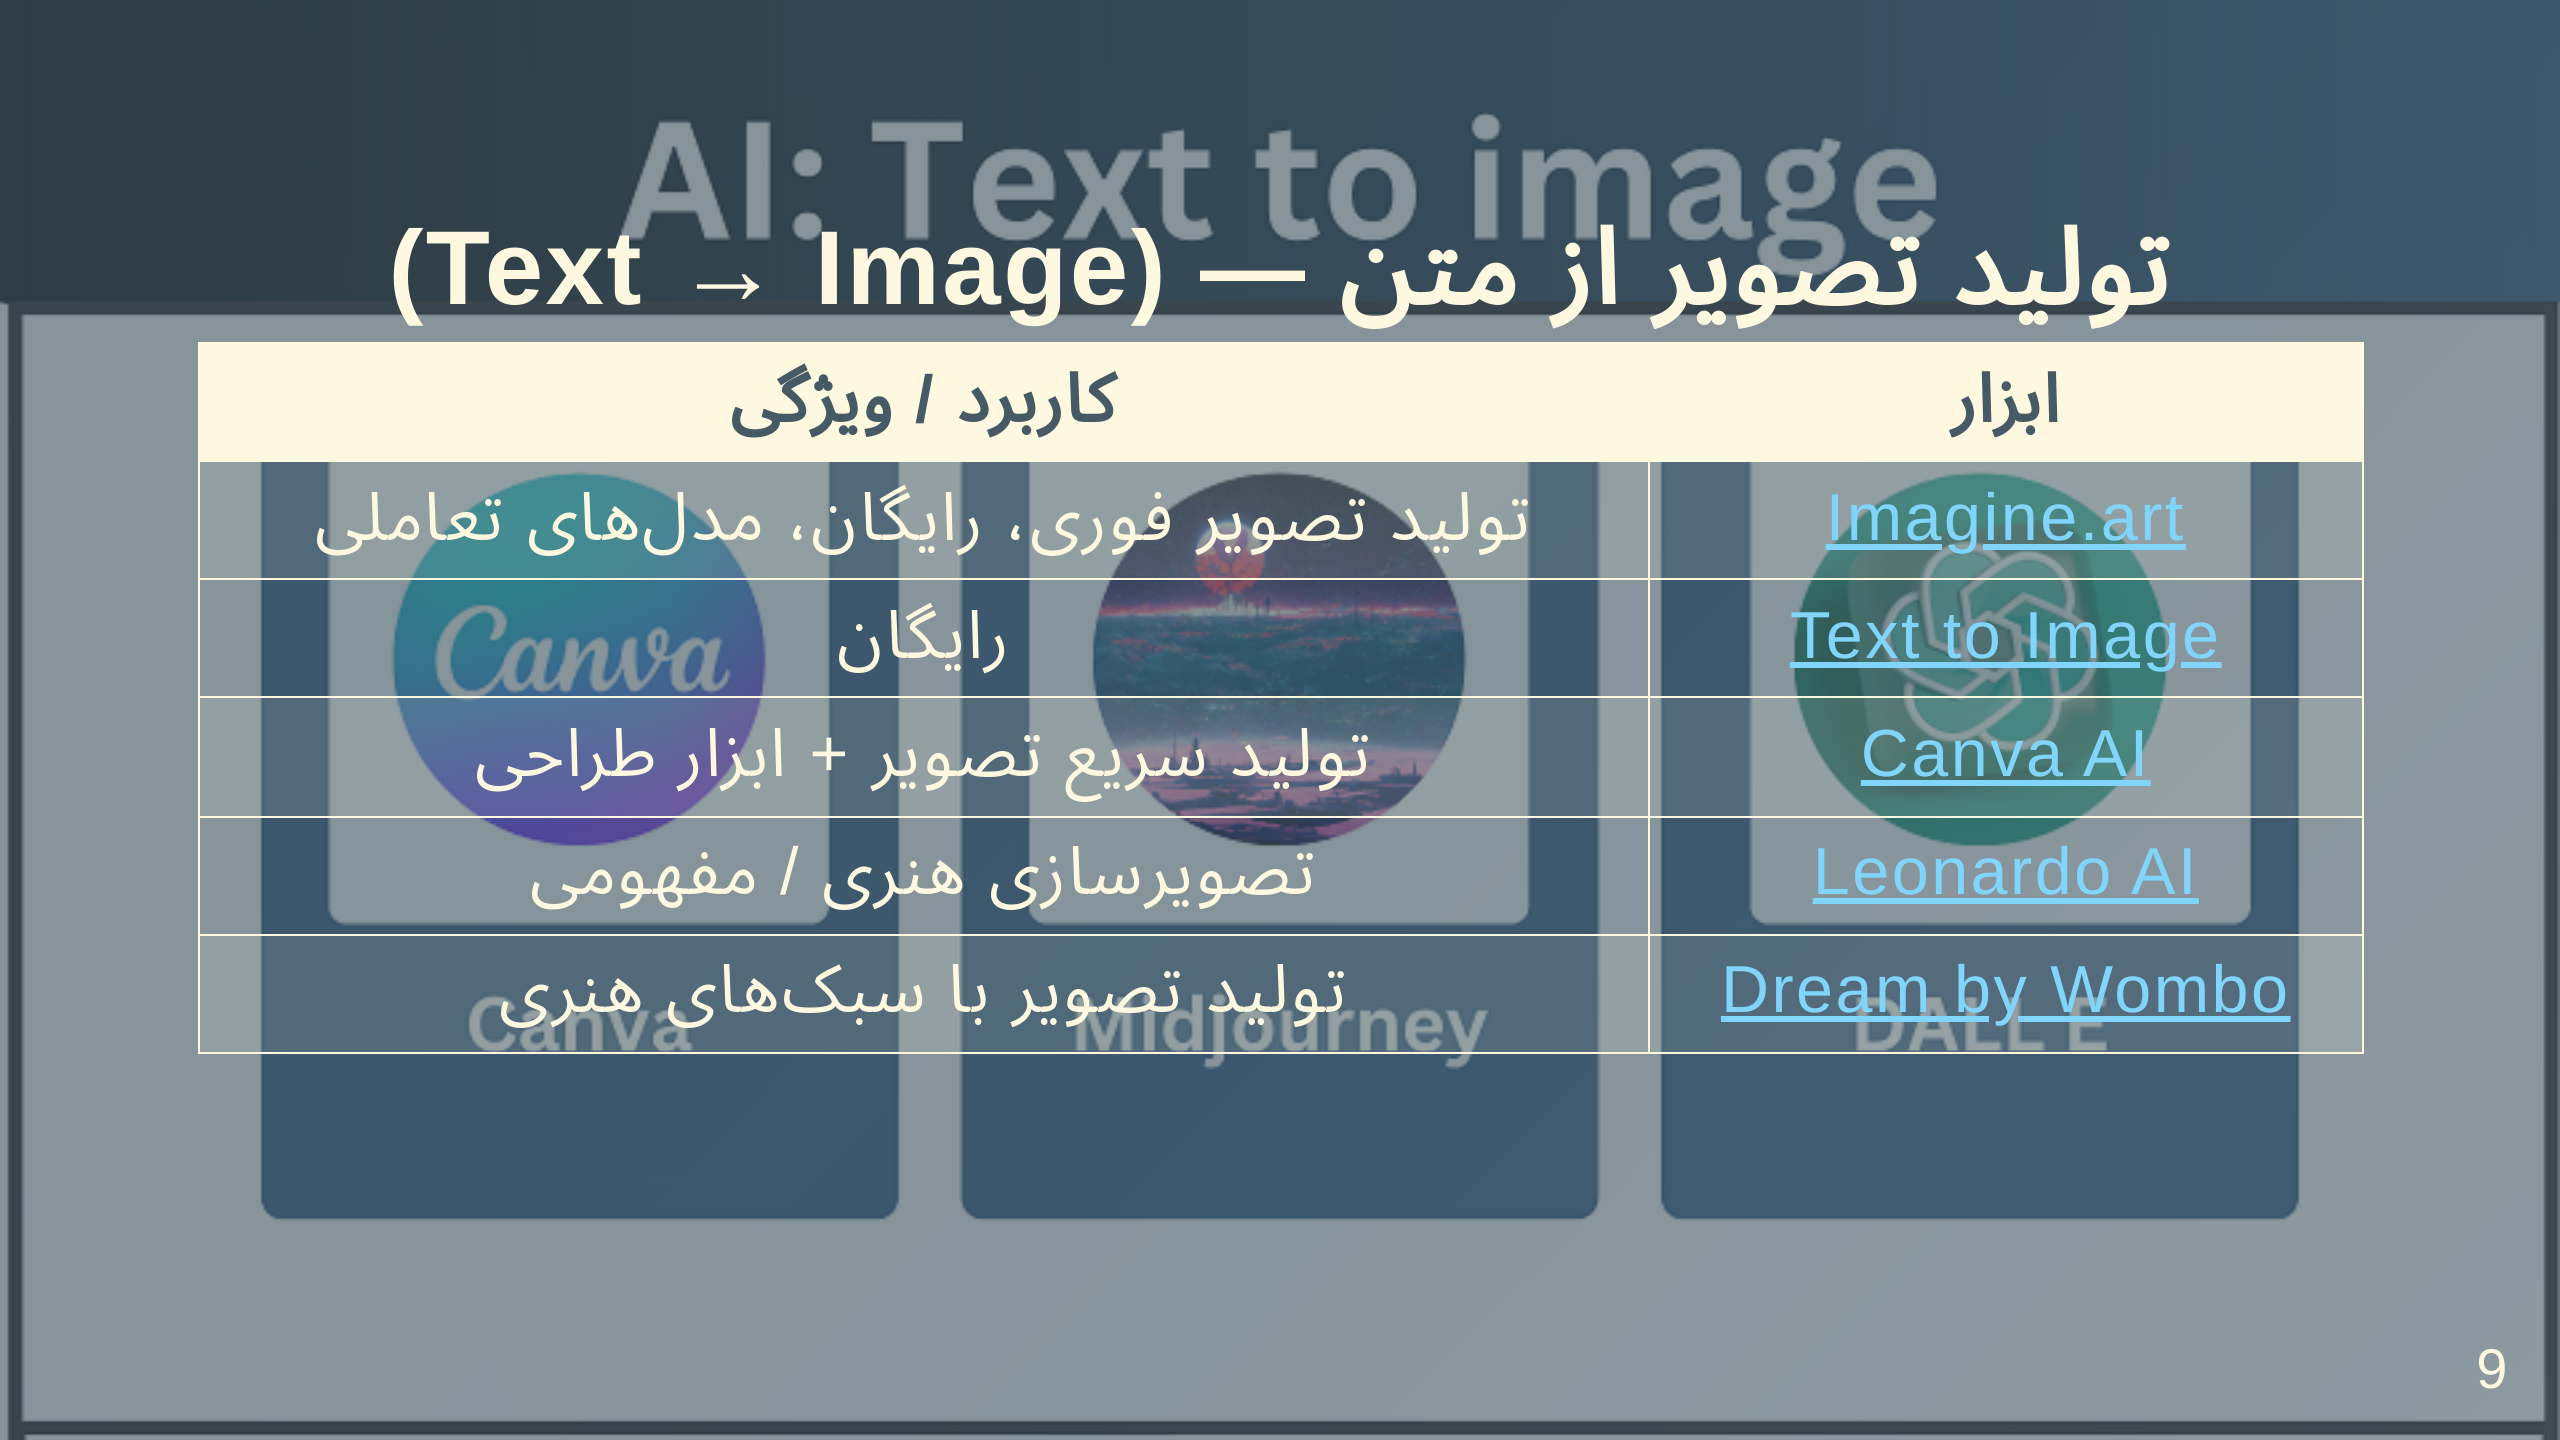 AI: Text to image
تولید تصویر از متن — (Text → Image)
ابزار
کاربرد / ویژگی
Imagine.art
تولید تصویر فوری، رایگان، مدل‌های تعاملی
Text to Image
رایگان
Canva AI
تولید سریع تصویر + ابزار طراحی
Leonardo AI
تصویرسازی هنری / مفهومی
Dream by Wombo
تولید تصویر با سبک‌های هنری
Canva
Canva
Midjourney
DALL E
9